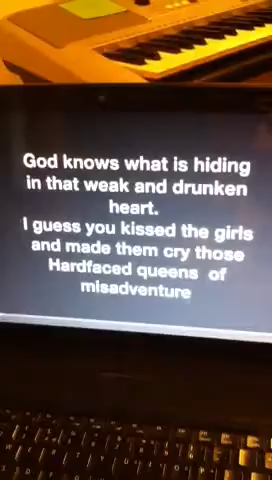 God knows what is hiding
in that weak and drunken
heart.
I guess you kissed the girls
and made them cry those
Hardfaced queens of
misadventure